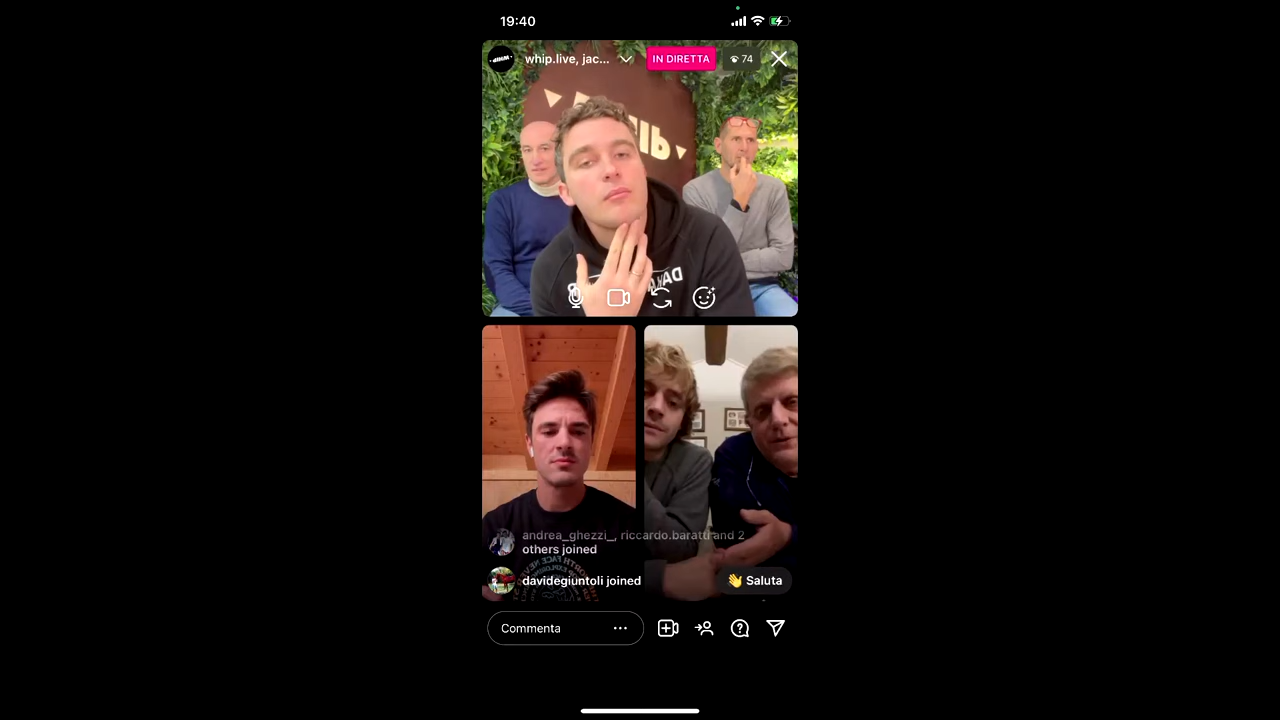 19:40
whip.live, jac...
IN DIRETTA
74
andrea_ghezzi_, riccardo.baratti and 2
others joined
davidegiuntoli joined
👋 Saluta
Commenta